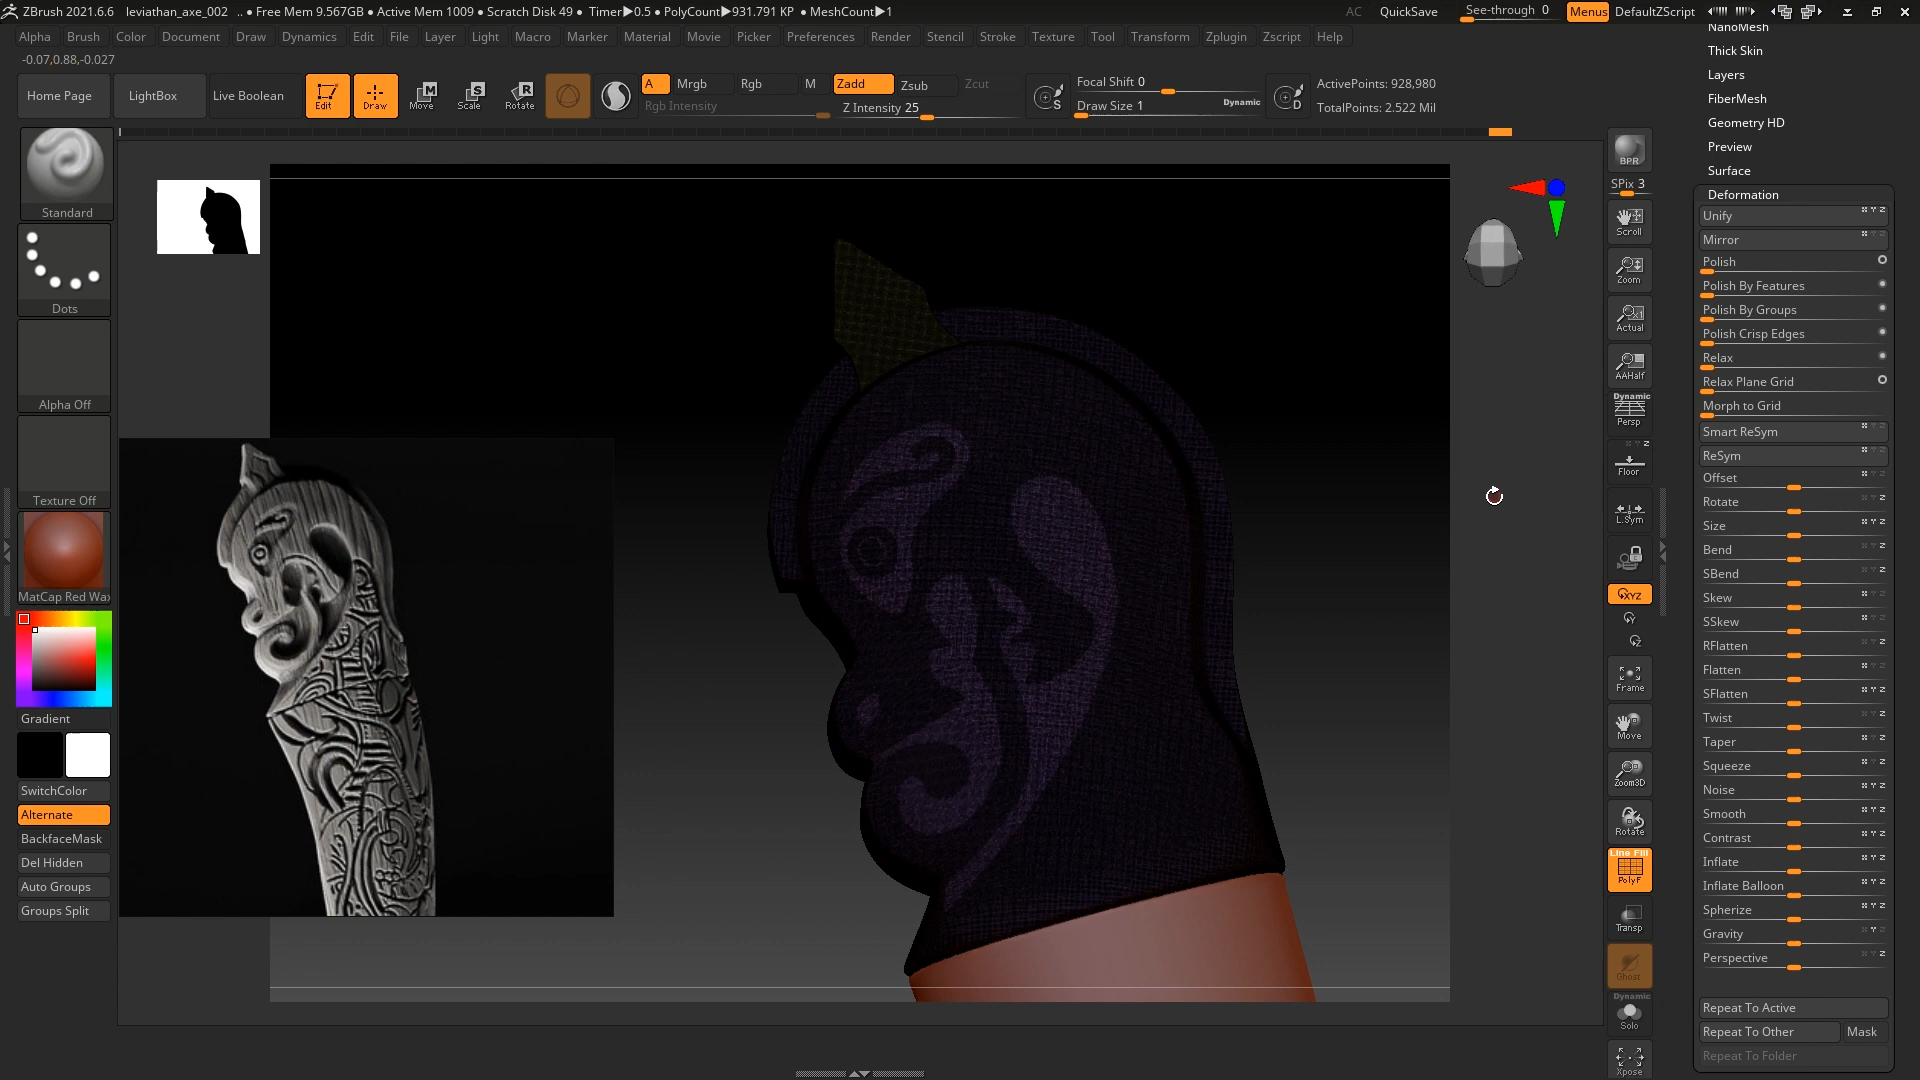 ZBrush 2021.6.6 leviathan_axe_002 .. ● Free Mem 9.567GB ● Active Mem 1009 ● Scratch Disk 49 ● Timer▶0.5 ● PolyCount▶931.791 KP ● MeshCount▶1 AC QuickSave See-through 0 Menus DefaultZScript
Alpha Brush Color Document Draw Dynamics Edit File Layer Light Macro Marker Material Movie Picker Preferences Render Stencil Stroke Texture Tool Transform Zplugin Zscript Help
-0.07,0.88,-0.027
Home Page LightBox Live Boolean Edit Draw Move Scale Rotate
M S R
A Mrgb Rgb M Zadd Zsub Zcut
Rgb Intensity Z Intensity 25
S Focal Shift 0
Draw Size 1 Dynamic
D ActivePoints: 928,980
TotalPoints: 2.522 Mil
Standard
Dots
Alpha Off
Texture Off
MatCap Red Wax
Gradient
SwitchColor
Alternate
BackfaceMask
Del Hidden
Auto Groups
Groups Split
BPR
SPix 3
Scroll
Zoom
Actual
AAHalf
Dynamic
Persp
Floor
L.Sym
XYZ
Y
Z
Frame
Move
Zoom3D
Rotate
Line Fill
PolyF
Transp
Ghost
Dynamic
Solo
Xpose
NanoMesh
Thick Skin
Layers
FiberMesh
Geometry HD
Preview
Surface
Deformation
Unify
Mirror
Polish
Polish By Features
Polish By Groups
Polish Crisp Edges
Relax
Relax Plane Grid
Morph to Grid
Smart ReSym
ReSym
Offset
Rotate
Size
Bend
SBend
Skew
SSkew
RFlatten
Flatten
SFlatten
Twist
Taper
Squeeze
Noise
Smooth
Contrast
Inflate
Inflate Balloon
Spherize
Gravity
Perspective
Repeat To Active
Repeat To Other Mask
Repeat To Folder